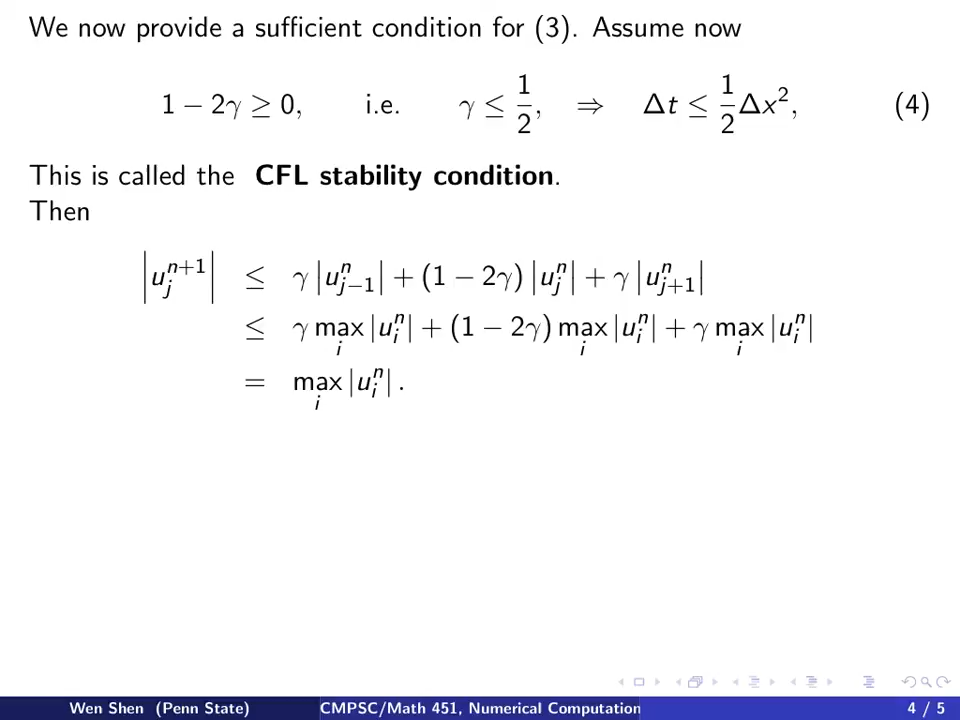 We now provide a sufficient condition for (3). Assume now
1 − 2γ ≥ 0, i.e. γ ≤ 1/2, ⇒ Δt ≤ 1/2 Δx², (4)
This is called the CFL stability condition.
Then
|u_j^{n+1}| ≤ γ |u_{j−1}^n| + (1 − 2γ) |u_j^n| + γ |u_{j+1}^n|
≤ γ max_i |u_i^n| + (1 − 2γ) max_i |u_i^n| + γ max_i |u_i^n|
= max_i |u_i^n| .
Wen Shen (Penn State) CMPSC/Math 451, Numerical Computation 4 / 5